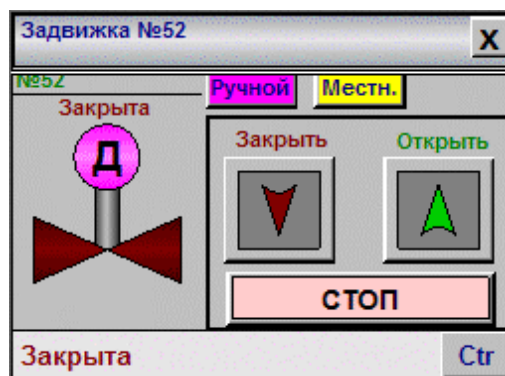 Задвижка №52
X
№52
Ручной
Местн.
Закрыта
Д
Закрыть
Открыть
СТОП
Закрыта
Ctr